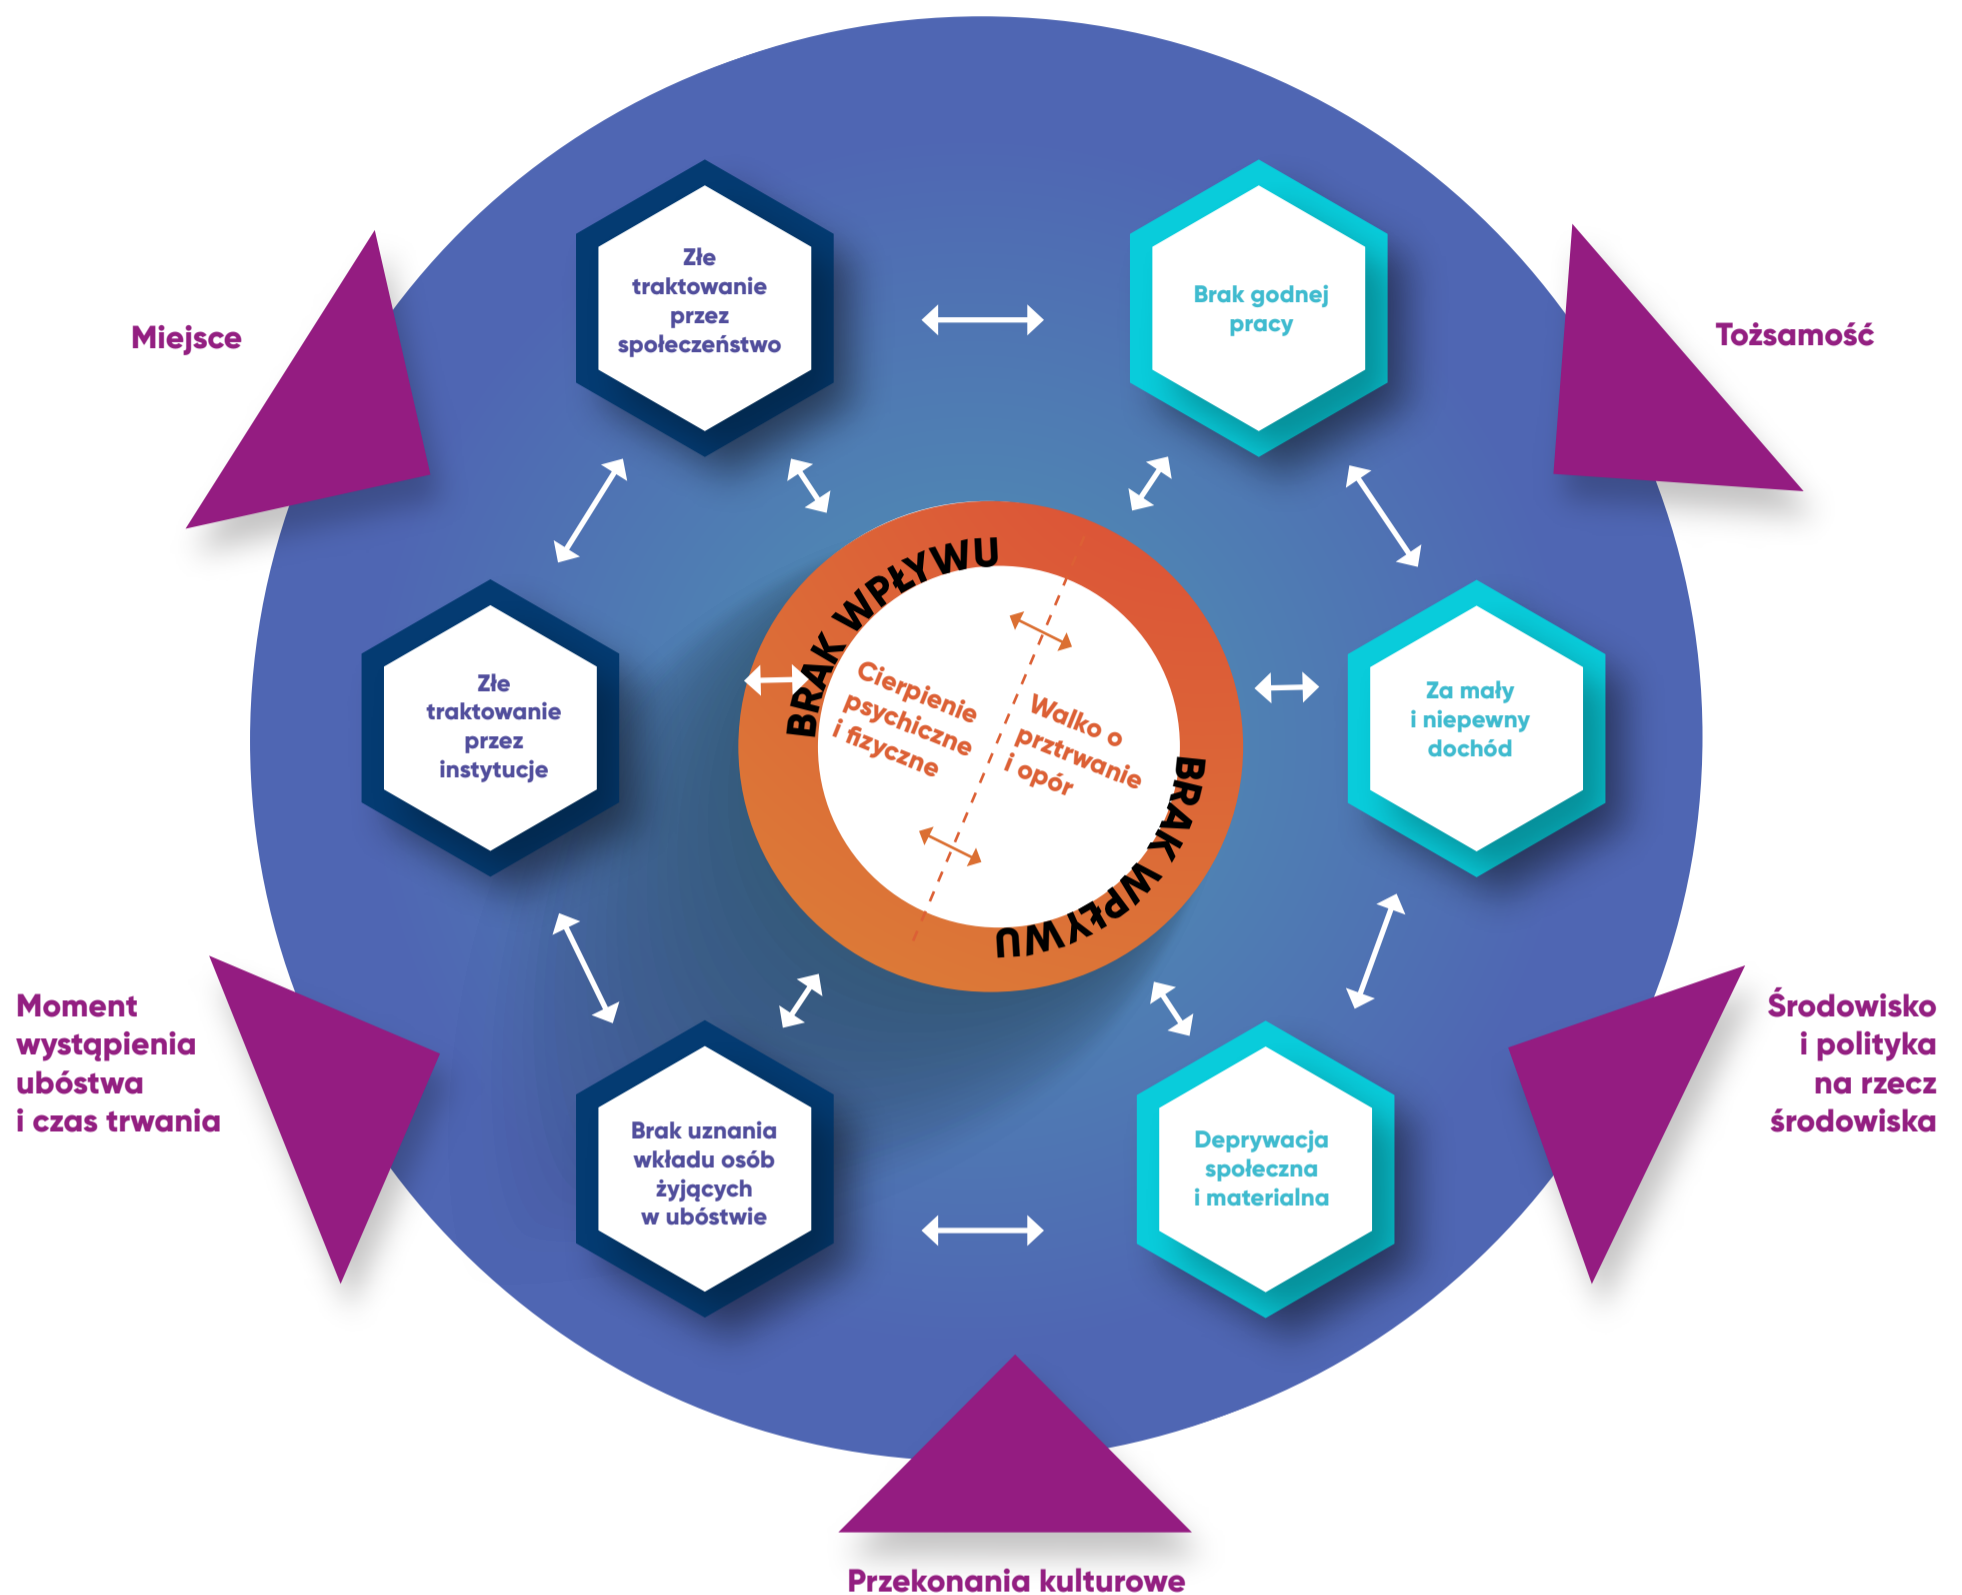 Złe
traktowanie
przez
społeczeństwo
Brak godnej
pracy
Miejsce
Tożsamość
BRAK WPŁYWU
Cierpienie
psychiczne
i fizyczne
Walko o
prztrwanie
i opór
BRAK WPŁYWU
Złe
traktowanie
przez
instytucje
Za mały
i niepewny
dochód
Moment
wystąpienia
ubóstwa
i czas trwania
Środowisko
i polityka
na rzecz
środowiska
Brak uznania
wkładu osób
żyjących
w ubóstwie
Deprywacja
społeczna
i materialna
Przekonania kulturowe